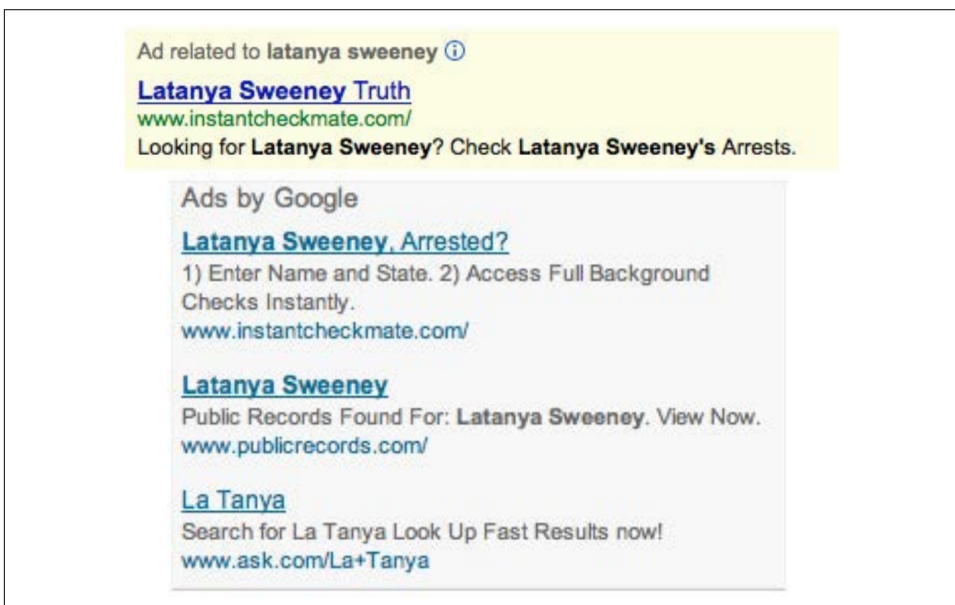 Ad related to latanya sweeney ⓘ
Latanya Sweeney Truth
www.instantcheckmate.com/
Looking for Latanya Sweeney? Check Latanya Sweeney's Arrests.
Ads by Google
Latanya Sweeney, Arrested?
1) Enter Name and State. 2) Access Full Background
Checks Instantly.
www.instantcheckmate.com/
Latanya Sweeney
Public Records Found For: Latanya Sweeney. View Now.
www.publicrecords.com/
La Tanya
Search for La Tanya Look Up Fast Results now!
www.ask.com/La+Tanya